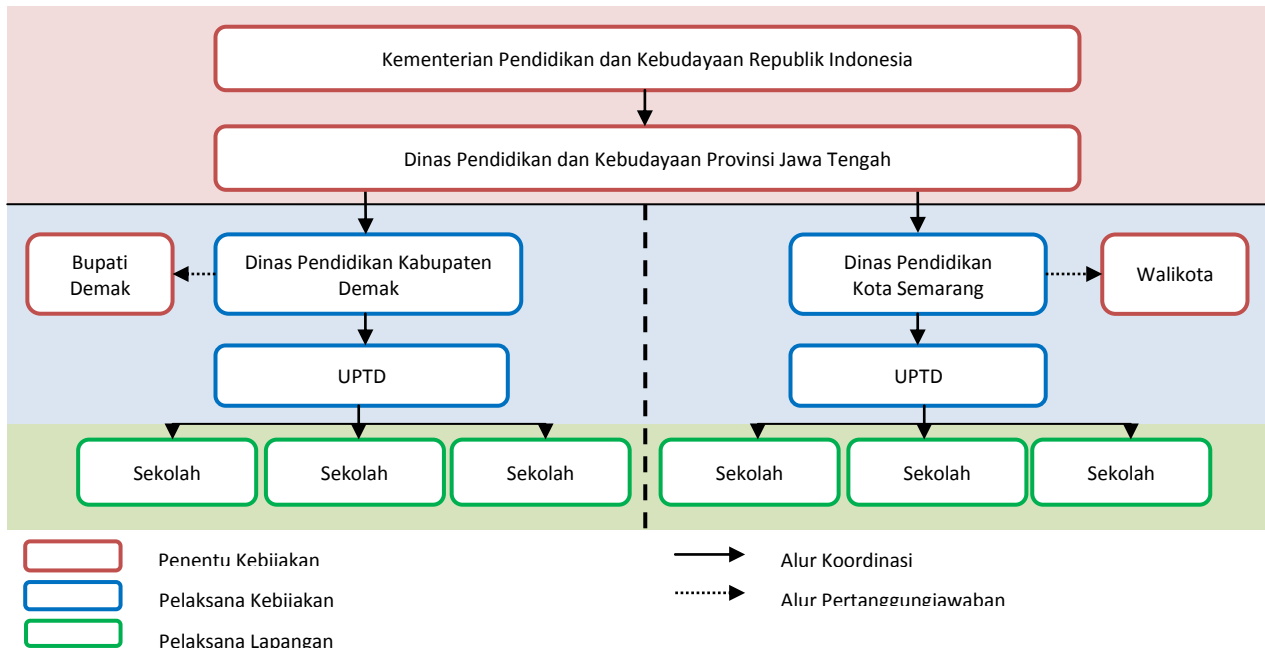 Kementerian Pendidikan dan Kebudayaan Republik Indonesia
Dinas Pendidikan dan Kebudayaan Provinsi Jawa Tengah
Bupati
Demak
Dinas Pendidikan Kabupaten
Demak
Dinas Pendidikan
Kota Semarang
Walikota
UPTD
UPTD
Sekolah
Sekolah
Sekolah
Sekolah
Sekolah
Sekolah
Penentu Kebijakan
Alur Koordinasi
Pelaksana Kebijakan
Alur Pertanggungjawaban
Pelaksana Lapangan